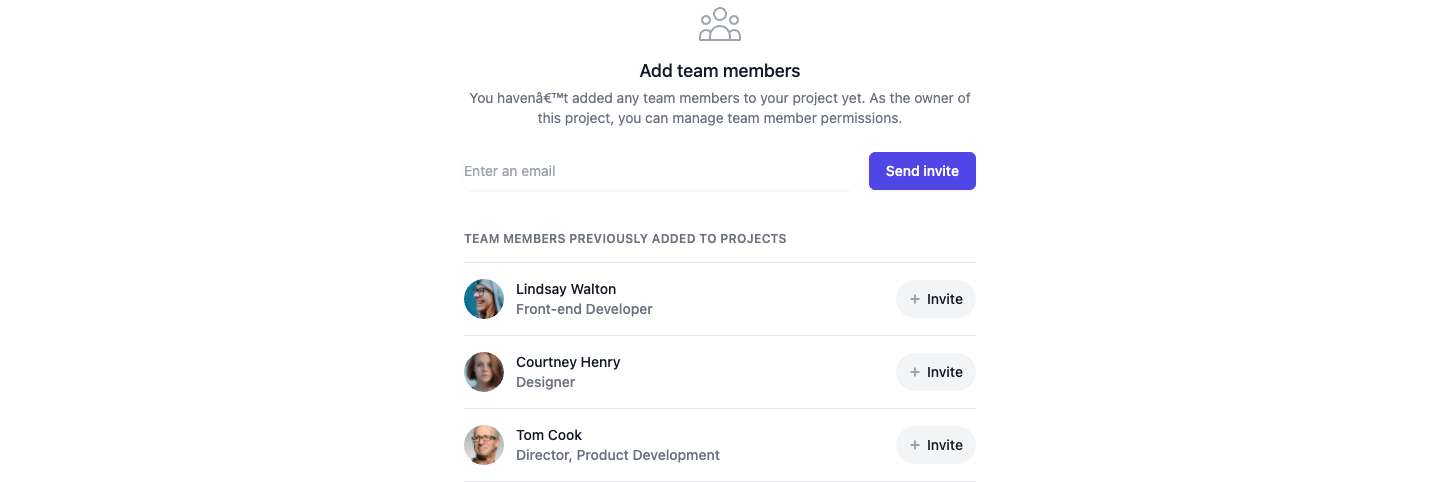 Add team members
You havenâ€™t added any team members to your project yet. As the owner of
this project, you can manage team member permissions.
Enter an email
Send invite
TEAM MEMBERS PREVIOUSLY ADDED TO PROJECTS
Lindsay Walton
Front-end Developer
+ Invite
Courtney Henry
Designer
+ Invite
Tom Cook
Director, Product Development
+ Invite